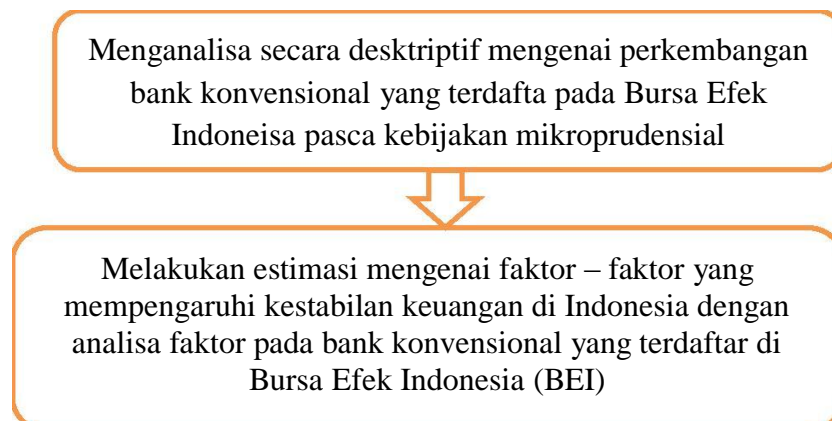 Menganalisa secara desktriptif mengenai perkembangan
bank konvensional yang terdafta pada Bursa Efek
Indoneisa pasca kebijakan mikroprudensial
Melakukan estimasi mengenai faktor – faktor yang
mempengaruhi kestabilan keuangan di Indonesia dengan
analisa faktor pada bank konvensional yang terdaftar di
Bursa Efek Indonesia (BEI)